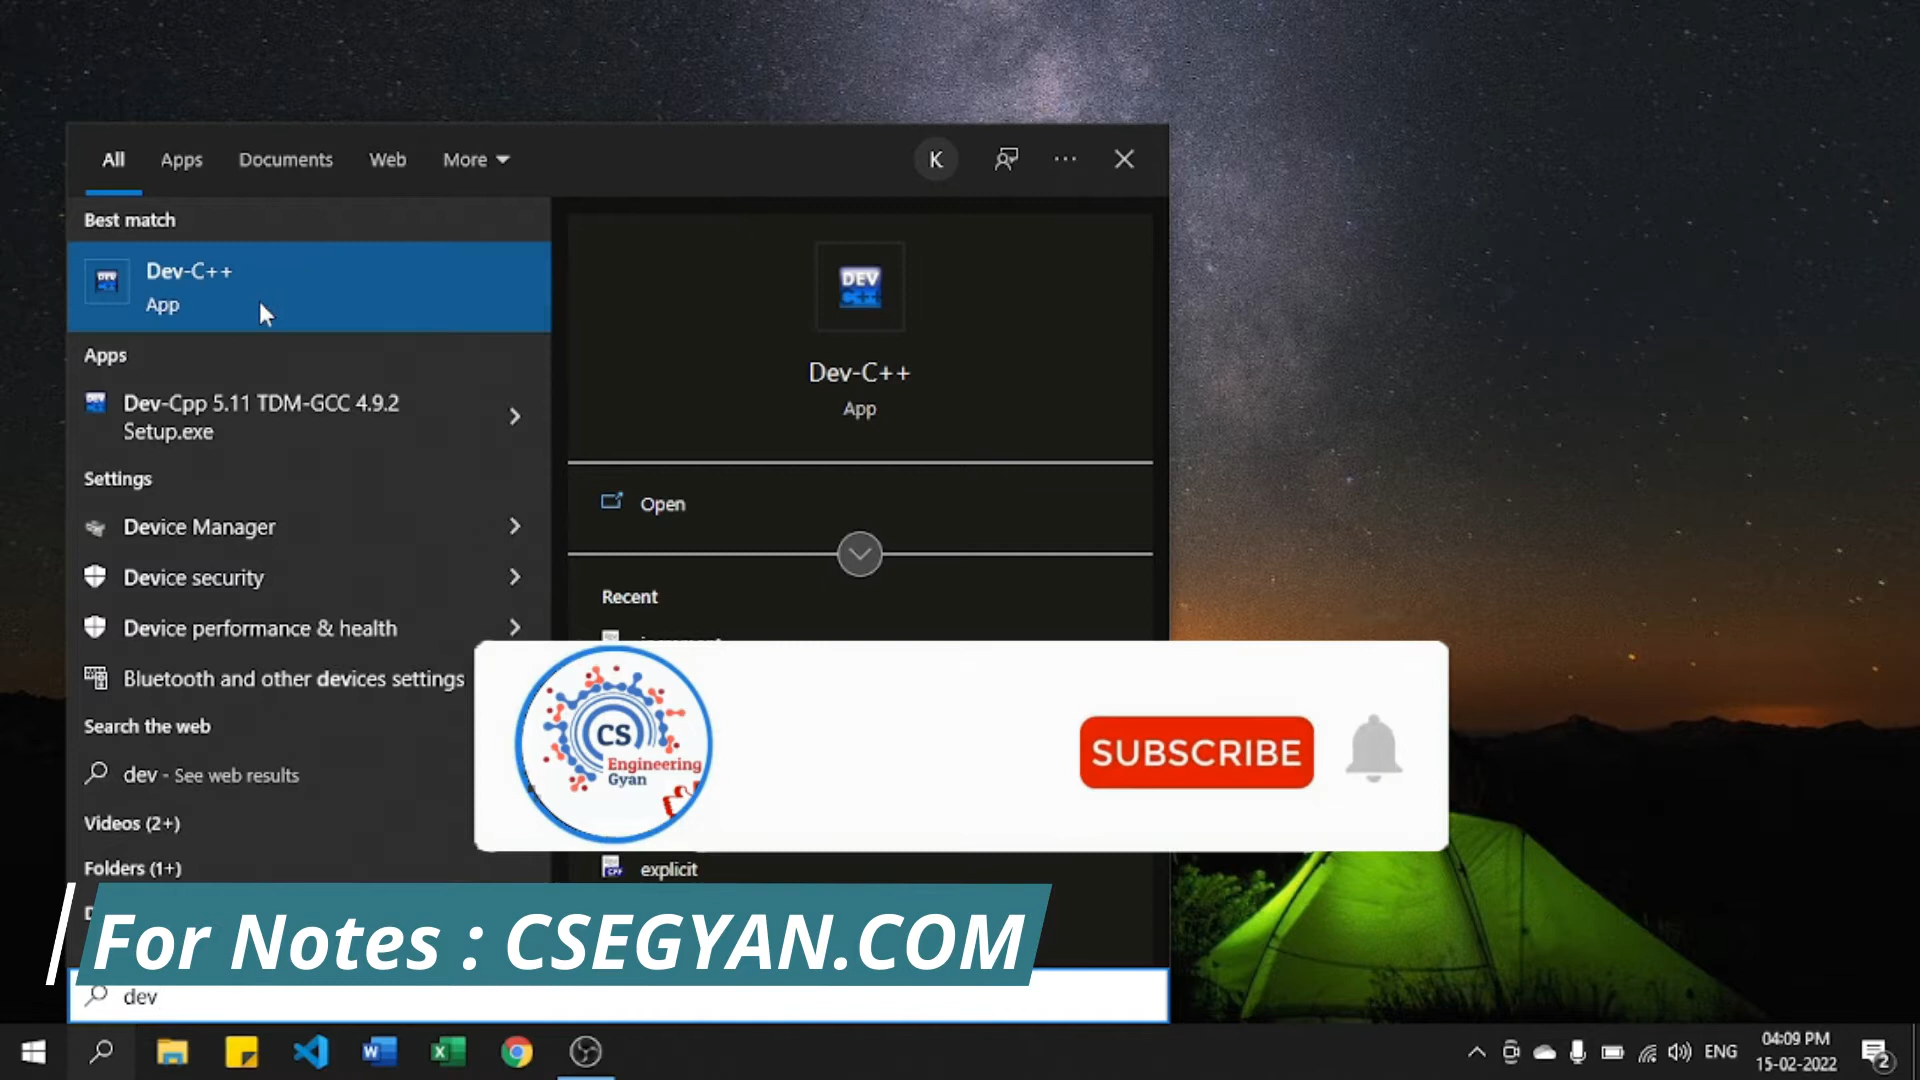 All Apps Documents Web More K
Best match
Dev-C++
App
Apps
Dev-Cpp 5.11 TDM-GCC 4.9.2
Setup.exe
Settings
Device Manager
Device security
Device performance & health
Bluetooth and other devices settings
Search the web
dev - See web results
Videos (2+)
Folders (1+)
DEV
C++
Dev-C++
App
Open
Recent
CS
Engineering
Gyan
SUBSCRIBE
explicit
For Notes : CSEGYAN.COM
dev
ENG
04:09 PM
15-02-2022
2